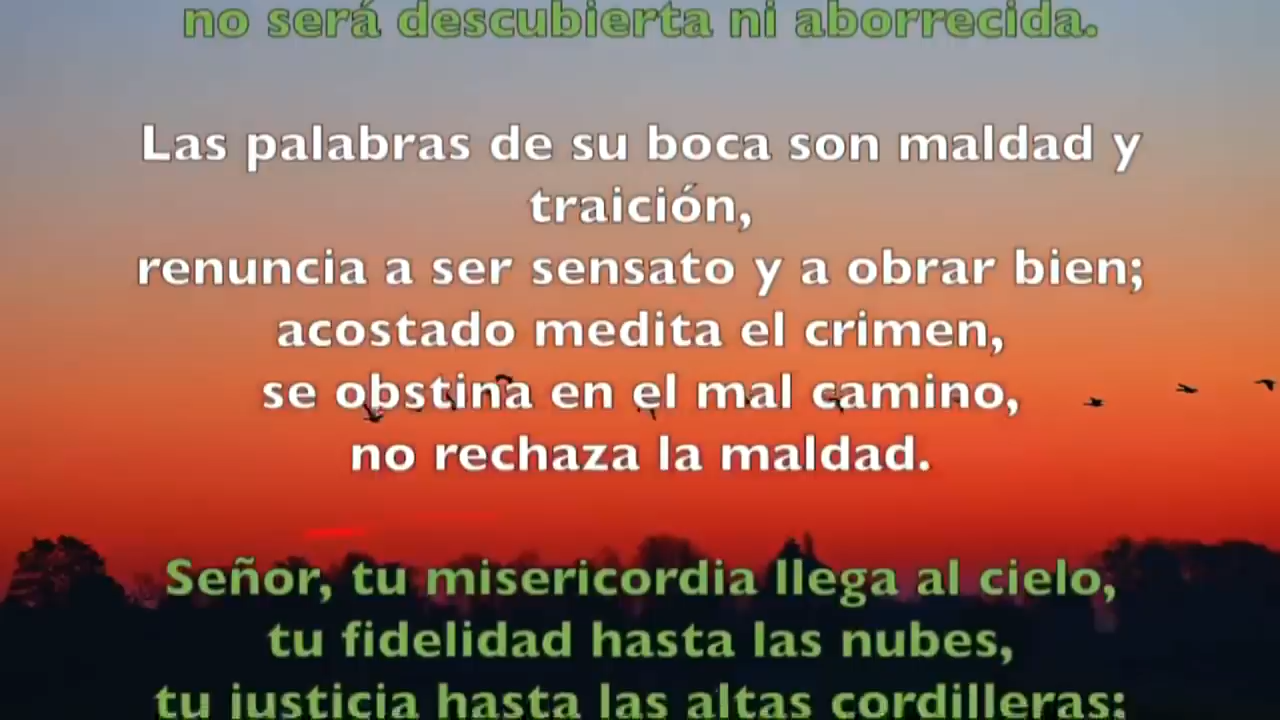 no será descubierta ni aborrecida.
Las palabras de su boca son maldad y
traición,
renuncia a ser sensato y a obrar bien;
acostado medita el crimen,
se obstina en el mal camino,
no rechaza la maldad.
Señor, tu misericordia llega al cielo,
tu fidelidad hasta las nubes,
tu justicia hasta las altas cordilleras;